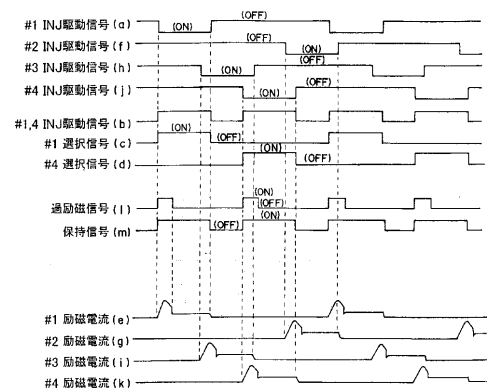 (OFF)
#1 INJ駆動信号(a)
(ON)
#2 INJ駆動信号(f)
(OFF)
(ON)
(OFF)
#3 INJ駆動信号(h)
(ON)
#4 INJ駆動信号(j)
(OFF)
(ON)
#1,4 INJ駆動信号(b)
(ON)
#1 選択信号(c)
(OFF)
(ON)
#4 選択信号(d)
(OFF)
(ON)
過励磁信号(l)
(OFF)
(ON)
保持信号(m)
(OFF)
#1 励磁電流(e)
#2 励磁電流(g)
#3 励磁電流(i)
#4 励磁電流(k)